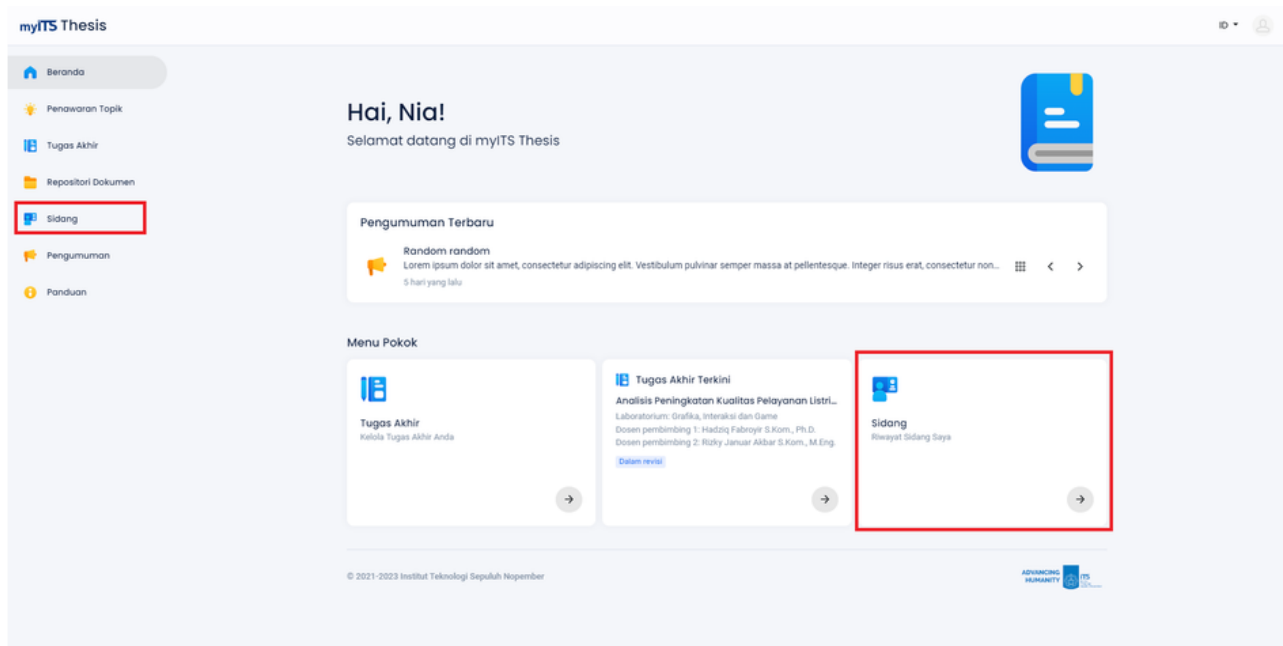 myITS Thesis
ID
Beranda
Penawaran Topik
Tugas Akhir
Repositori Dokumen
Sidang
Pengumuman
Panduan
Hai, Nia!
Selamat datang di myITS Thesis
Pengumuman Terbaru
Random random
Lorem ipsum dolor sit amet, consectetur adipiscing elit. Vestibulum pulvinar semper massa at pellentesque. Integer risus erat, consectetur non...
5 hari yang lalu
Menu Pokok
Tugas Akhir
Kelola Tugas Akhir Anda
Tugas Akhir Terkini
Analisis Peningkatan Kualitas Pelayanan Listri...
Laboratorium: Grafika, Interaksi dan Game
Dosen pembimbing 1: Hadziq Fabroyir S.Kom., Ph.D.
Dosen pembimbing 2: Rizky Januar Akbar S.Kom., M.Eng.
Dalam revisi
Sidang
Riwayat Sidang Saya
© 2021-2023 Institut Teknologi Sepuluh Nopember
ADVANCING
HUMANITY
ITS